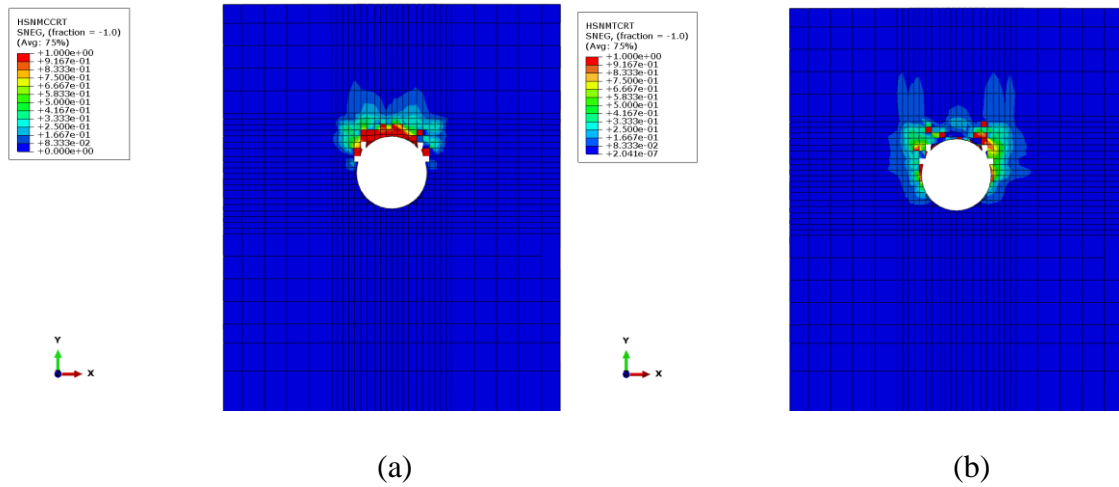 HSNMCCRT
SNEG, (fraction = -1.0)
(Avg: 75%)
+1.000e+00
+9.167e-01
+8.333e-01
+7.500e-01
+6.667e-01
+5.833e-01
+5.000e-01
+4.167e-01
+3.333e-01
+2.500e-01
+1.667e-01
+8.333e-02
+0.000e+00
Y
X
HSNMTCRT
SNEG, (fraction = -1.0)
(Avg: 75%)
+1.000e+00
+9.167e-01
+8.333e-01
+7.500e-01
+6.667e-01
+5.833e-01
+5.000e-01
+4.167e-01
+3.333e-01
+2.500e-01
+1.667e-01
+8.333e-02
+2.041e-07
Y
X
(a)
(b)